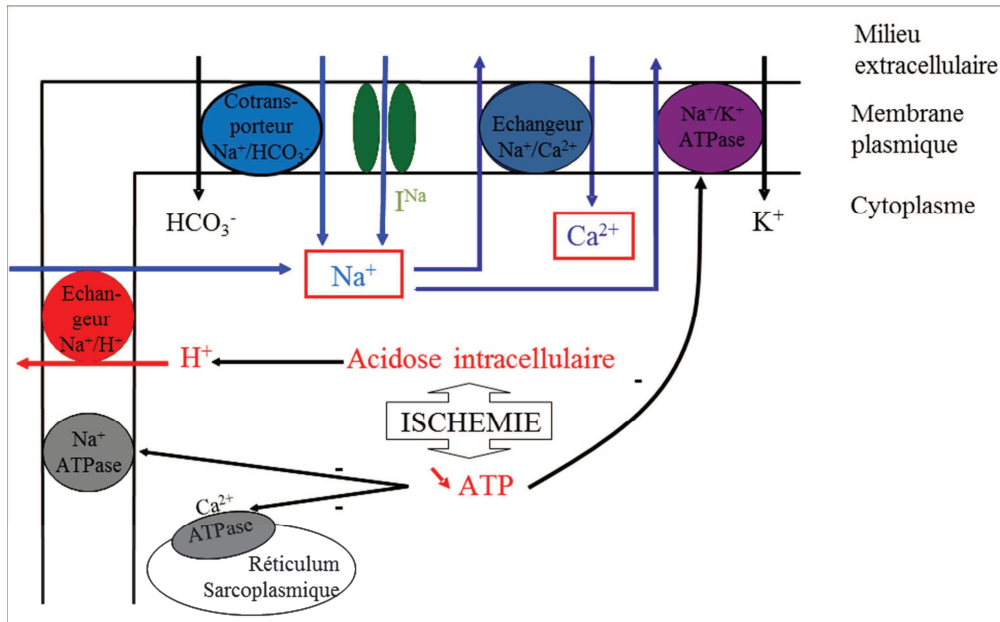 Milieu
extracellulaire
Membrane
plasmique
Cytoplasme
Cotrans-
porteur
Na⁺/HCO₃⁻
Echangeur
Na⁺/Ca²⁺
Na⁺/K⁺
ATPase
HCO₃⁻
I^Na
Na⁺
Ca²⁺
K⁺
Echan-
geur
Na⁺/H⁺
H⁺
Acidose intracellulaire
-
ISCHEMIE
ATP
Na⁺
ATPase
-
-
Ca²⁺
ATPase
Réticulum
Sarcoplasmique